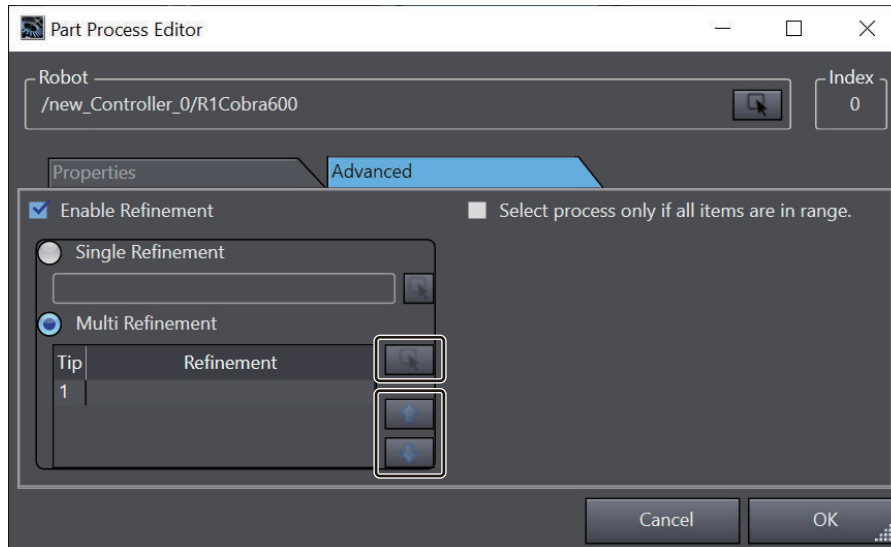 Part Process Editor
Robot
Index
/new_Controller_0/R1Cobra600
0
Properties
Advanced
Enable Refinement
Select process only if all items are in range.
Single Refinement
Multi Refinement
Tip
Refinement
1
Cancel
OK